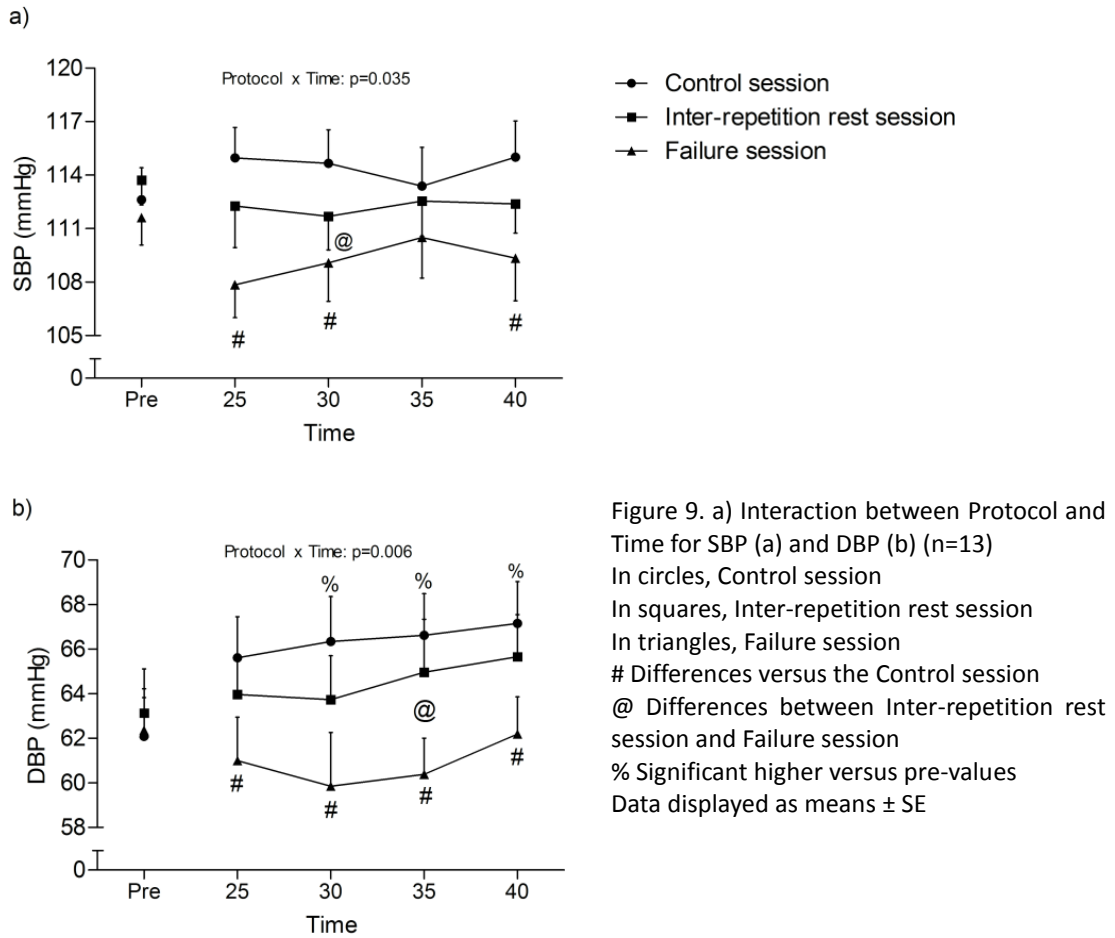 a)
120
117
114
111
108
105
0
SBP (mmHg)
Protocol x Time: p=0.035
@
#
#
#
Pre
25
30
35
40
Time
Control session
Inter-repetition rest session
Failure session
b)
70
68
66
64
62
60
58
0
DBP (mmHg)
Protocol x Time: p=0.006
%
%
%
@
#
#
#
#
Pre
25
30
35
40
Time
Figure 9. a) Interaction between Protocol and
Time for SBP (a) and DBP (b) (n=13)
In circles, Control session
In squares, Inter-repetition rest session
In triangles, Failure session
# Differences versus the Control session
@ Differences between Inter-repetition rest
session and Failure session
% Significant higher versus pre-values
Data displayed as means ± SE